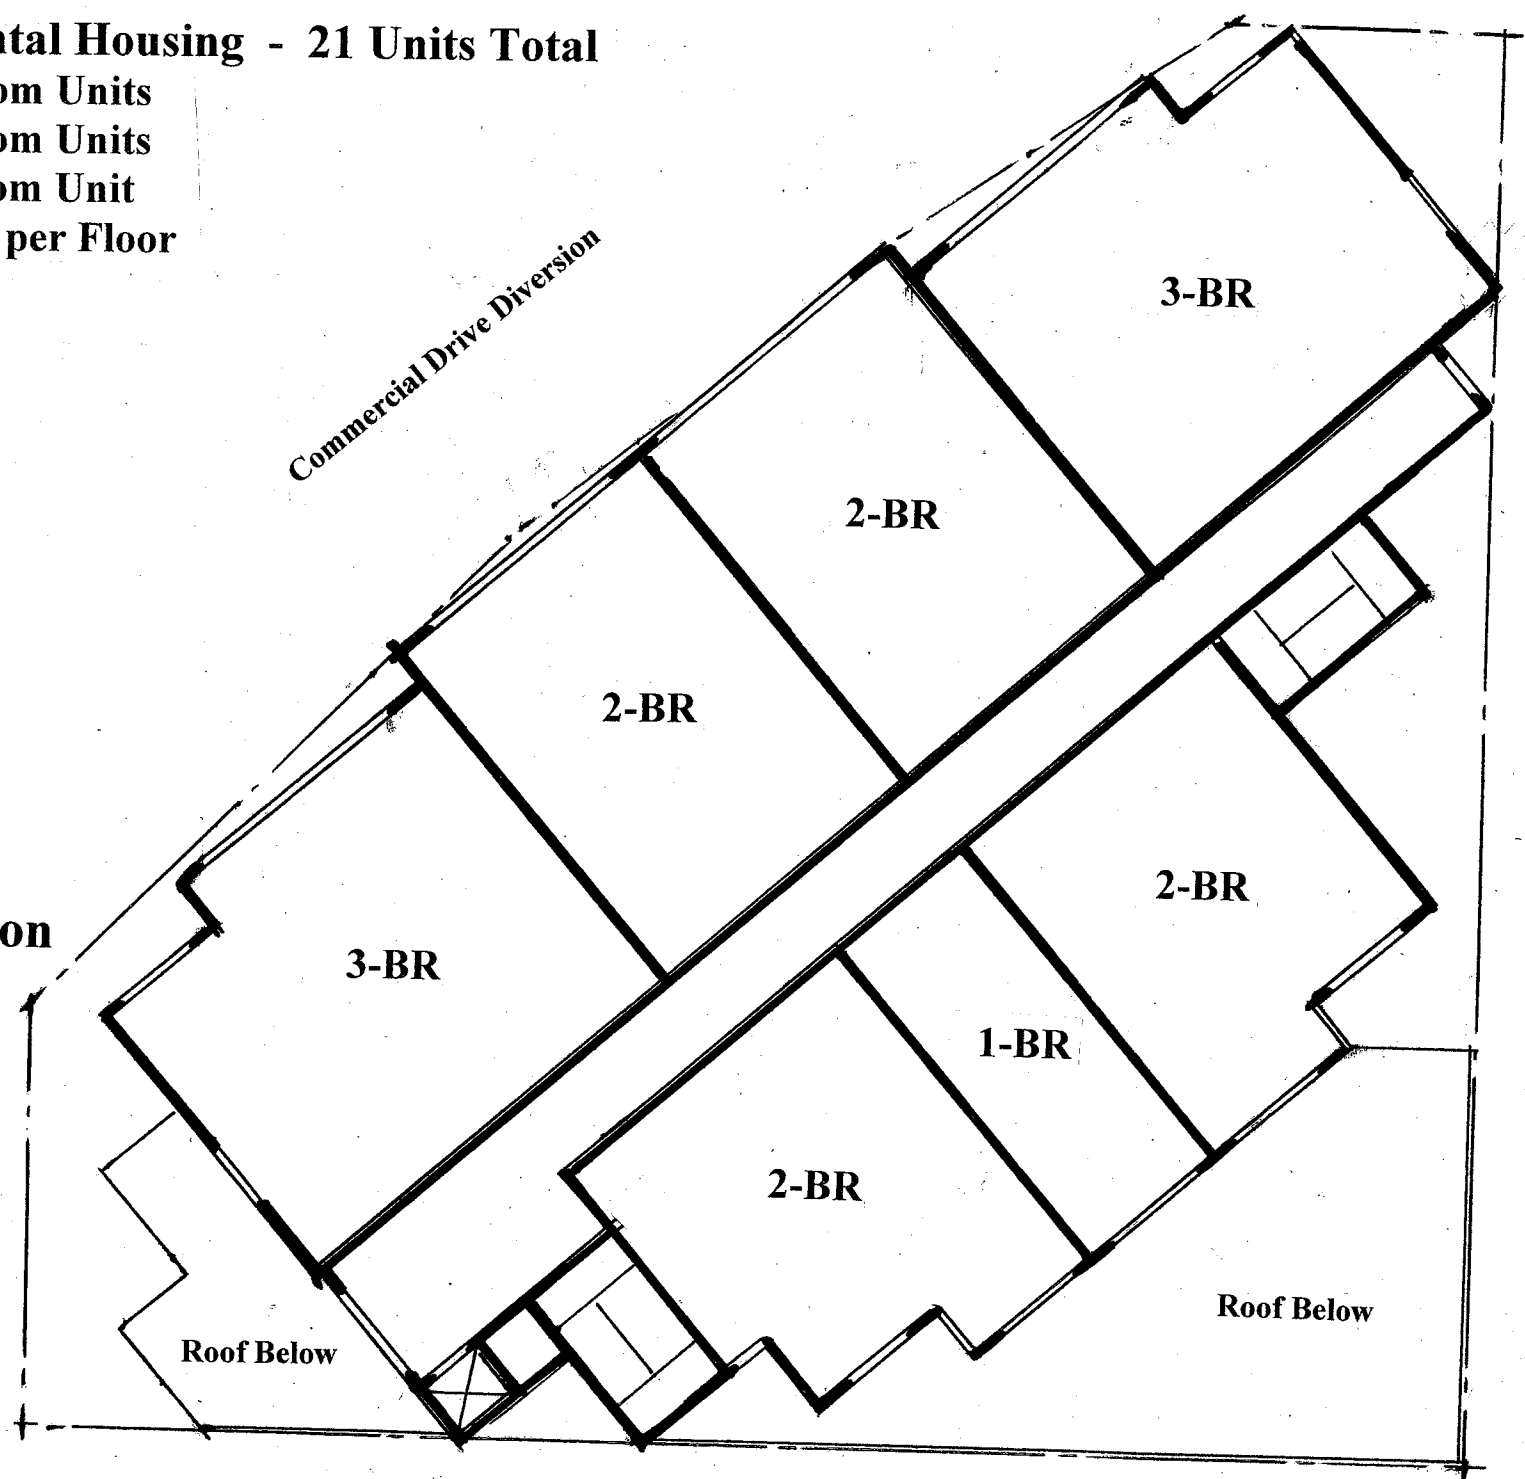 ntal Housing - 21 Units Total
om Units
om Units
om Unit
per Floor
Commercial Drive Diversion
3-BR
2-BR
2-BR
2-BR
on
3-BR
1-BR
2-BR
Roof Below
Roof Below